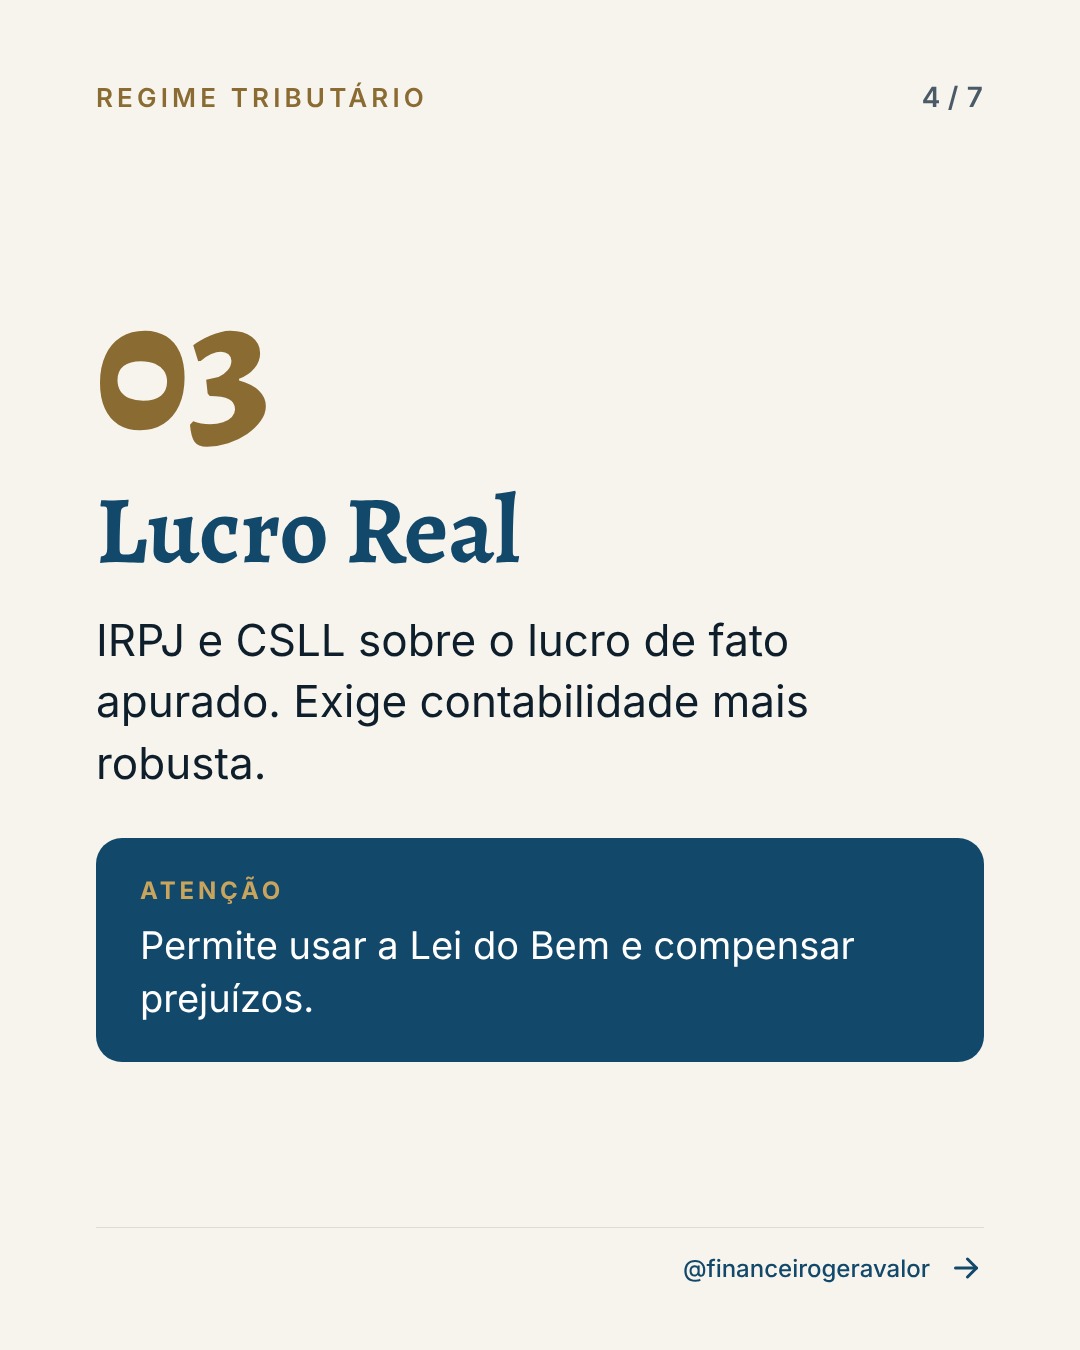 REGIME TRIBUTÁRIO
4 / 7
03
Lucro Real
IRPJ e CSLL sobre o lucro de fato
apurado. Exige contabilidade mais
robusta.
ATENÇÃO
Permite usar a Lei do Bem e compensar
prejuízos.
@financeirogeravalor →